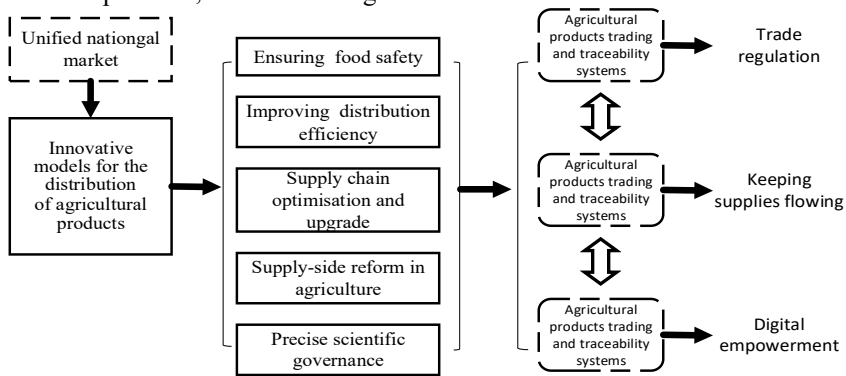 Unified nationgal
market
Innovative
models for the
distribution
of agricultural
products
Ensuring food safety
Improving distribution
efficiency
Supply chain
optimisation and
upgrade
Supply-side reform in
agriculture
Precise scientific
governance
Agricultural
products trading
and traceability
systems
Trade
regulation
Agricultural
products trading
and traceability
systems
Keeping
supplies flowing
Agricultural
products trading
and traceability
systems
Digital
empowerment